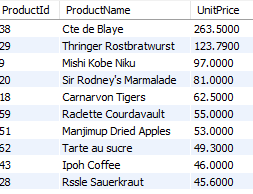 ProductId ProductName UnitPrice
38 Cte de Blaye 263.5000
29 Thringer Rostbratwurst 123.7900
9 Mishi Kobe Niku 97.0000
20 Sir Rodney's Marmalade 81.0000
18 Carnarvon Tigers 62.5000
59 Raclette Courdavault 55.0000
51 Manjimup Dried Apples 53.0000
62 Tarte au sucre 49.3000
43 Ipoh Coffee 46.0000
28 Rssle Sauerkraut 45.6000